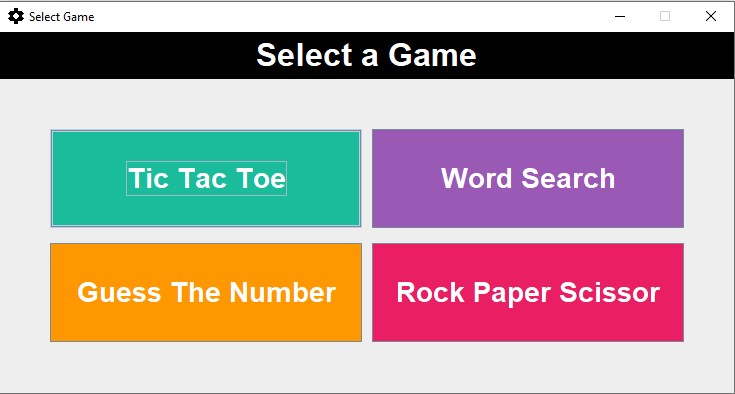 Select Game
Select a Game
Tic Tac Toe
Word Search
Guess The Number
Rock Paper Scissor